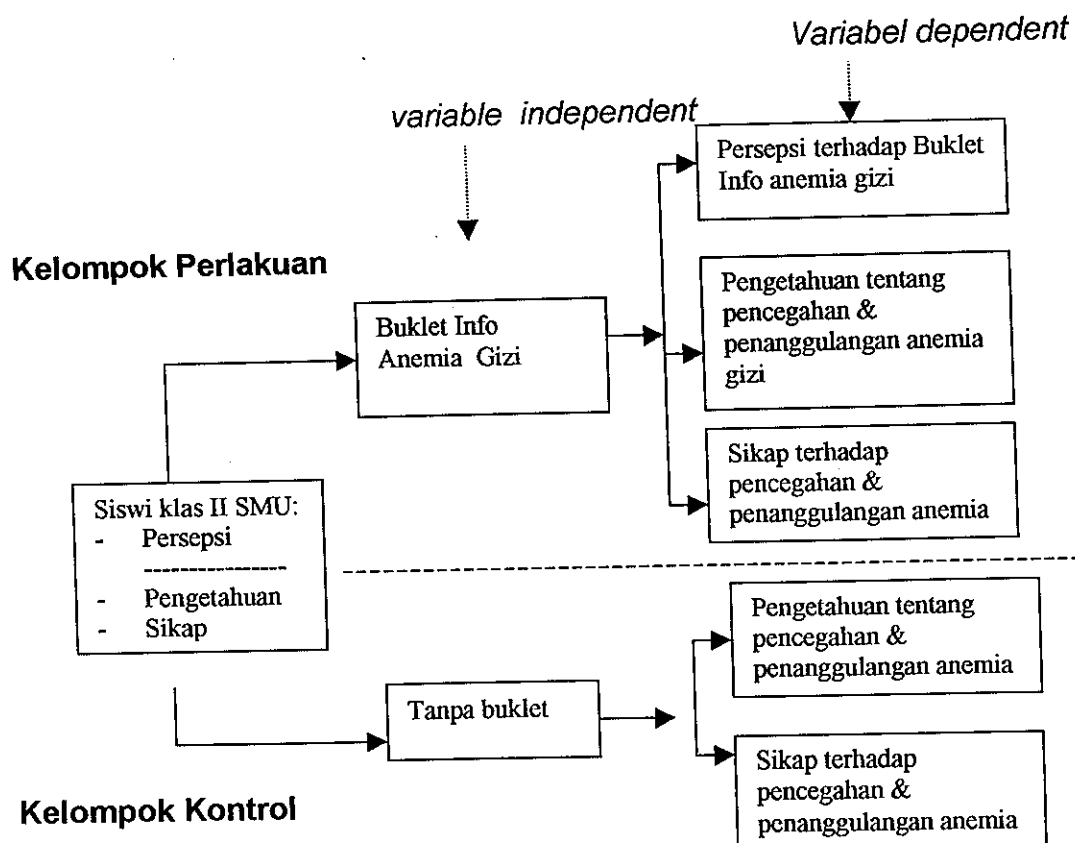 Variabel dependent
variable independent
Persepsi terhadap Buklet
Info anemia gizi
Kelompok Perlakuan
Buklet Info
Anemia Gizi
Pengetahuan tentang
pencegahan &
penanggulangan anemia
gizi
Sikap terhadap
pencegahan &
penanggulangan anemia
Siswi klas II SMU:
- Persepsi
-----------------
- Pengetahuan
- Sikap
Pengetahuan tentang
pencegahan &
penanggulangan anemia
Tanpa buklet
Sikap terhadap
pencegahan &
penanggulangan anemia
Kelompok Kontrol